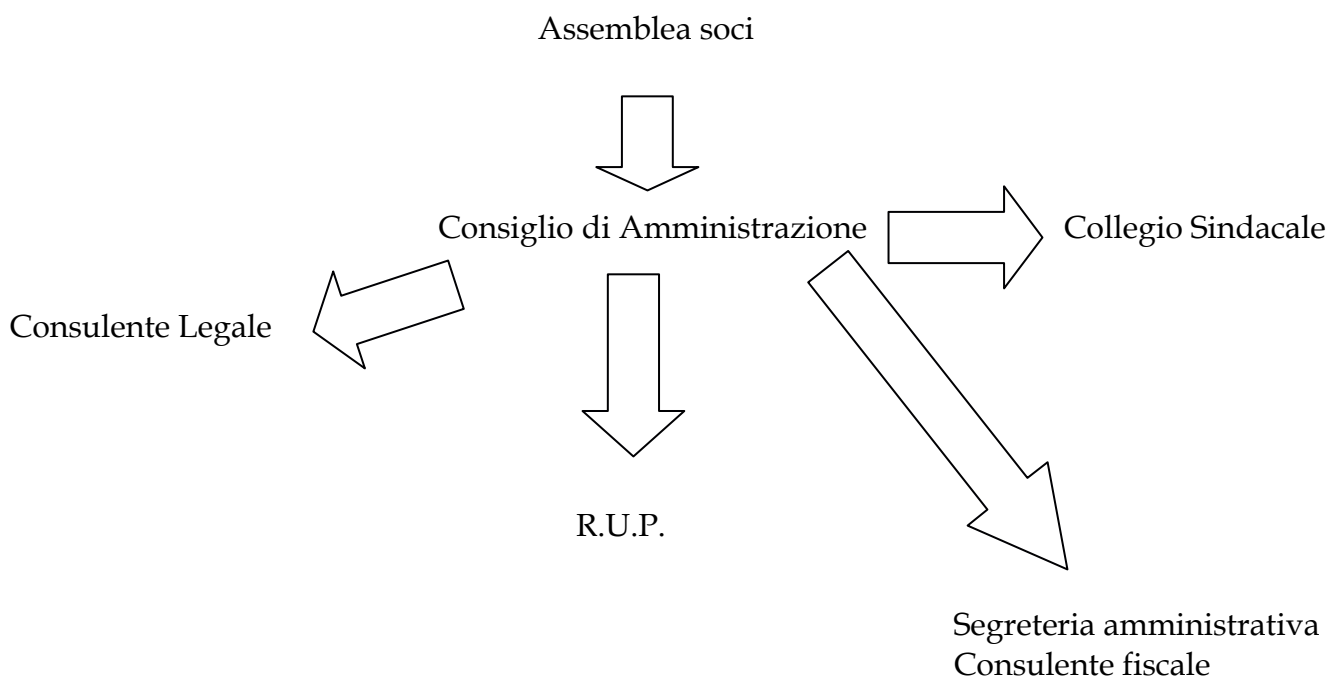 Assemblea soci
Consiglio di Amministrazione
Collegio Sindacale
Consulente Legale
R.U.P.
Segreteria amministrativa
Consulente fiscale